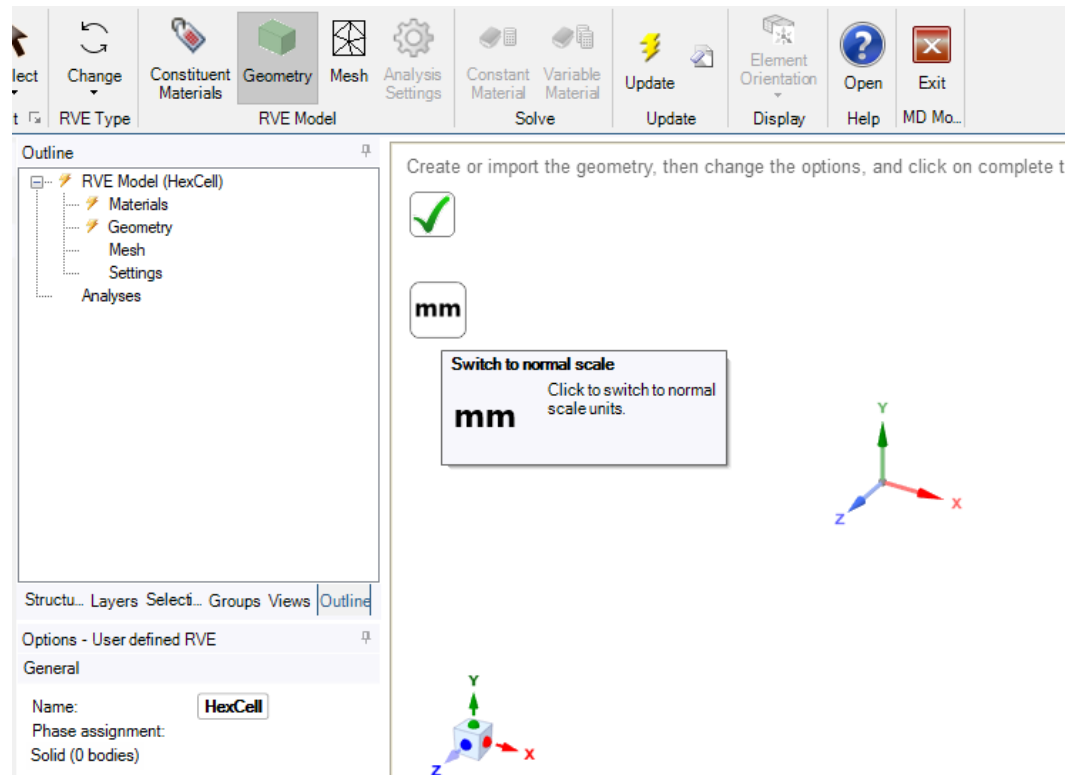 lect
Change
Constituent
Materials
Geometry
Mesh
Analysis
Settings
Constant
Material
Variable
Material
Update
Element
Orientation
Open
Exit
t
RVE Type
RVE Model
Solve
Update
Display
Help
MD Mo...
Outline
RVE Model (HexCell)
Materials
Geometry
Mesh
Settings
Analyses
Structu... Layers Selecti... Groups Views Outline
Options - User defined RVE
General
Name: HexCell
Phase assignment:
Solid (0 bodies)
Create or import the geometry, then change the options, and click on complete t
mm
Switch to normal scale
Click to switch to normal
scale units.
mm
Y
X
Z
Y
X
Z